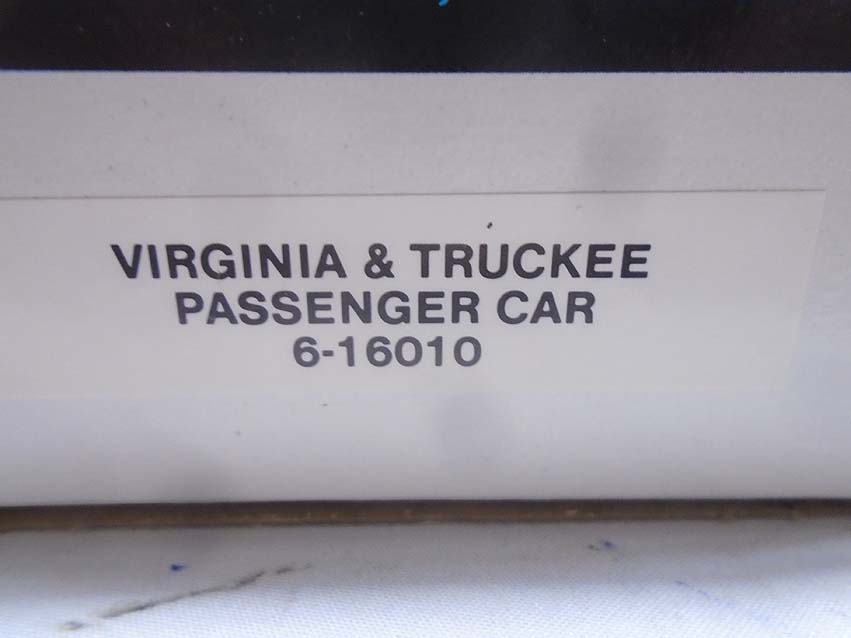 VIRGINIA & TRUCKEE
PASSENGER CAR
6-16010